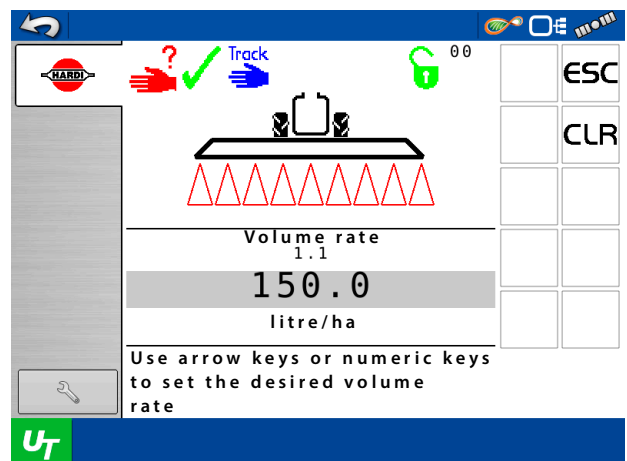 ? Track 00
HARDI
ESC
CLR
Volume rate
1.1
150.0
litre/ha
Use arrow keys or numeric keys
to set the desired volume
rate
UT